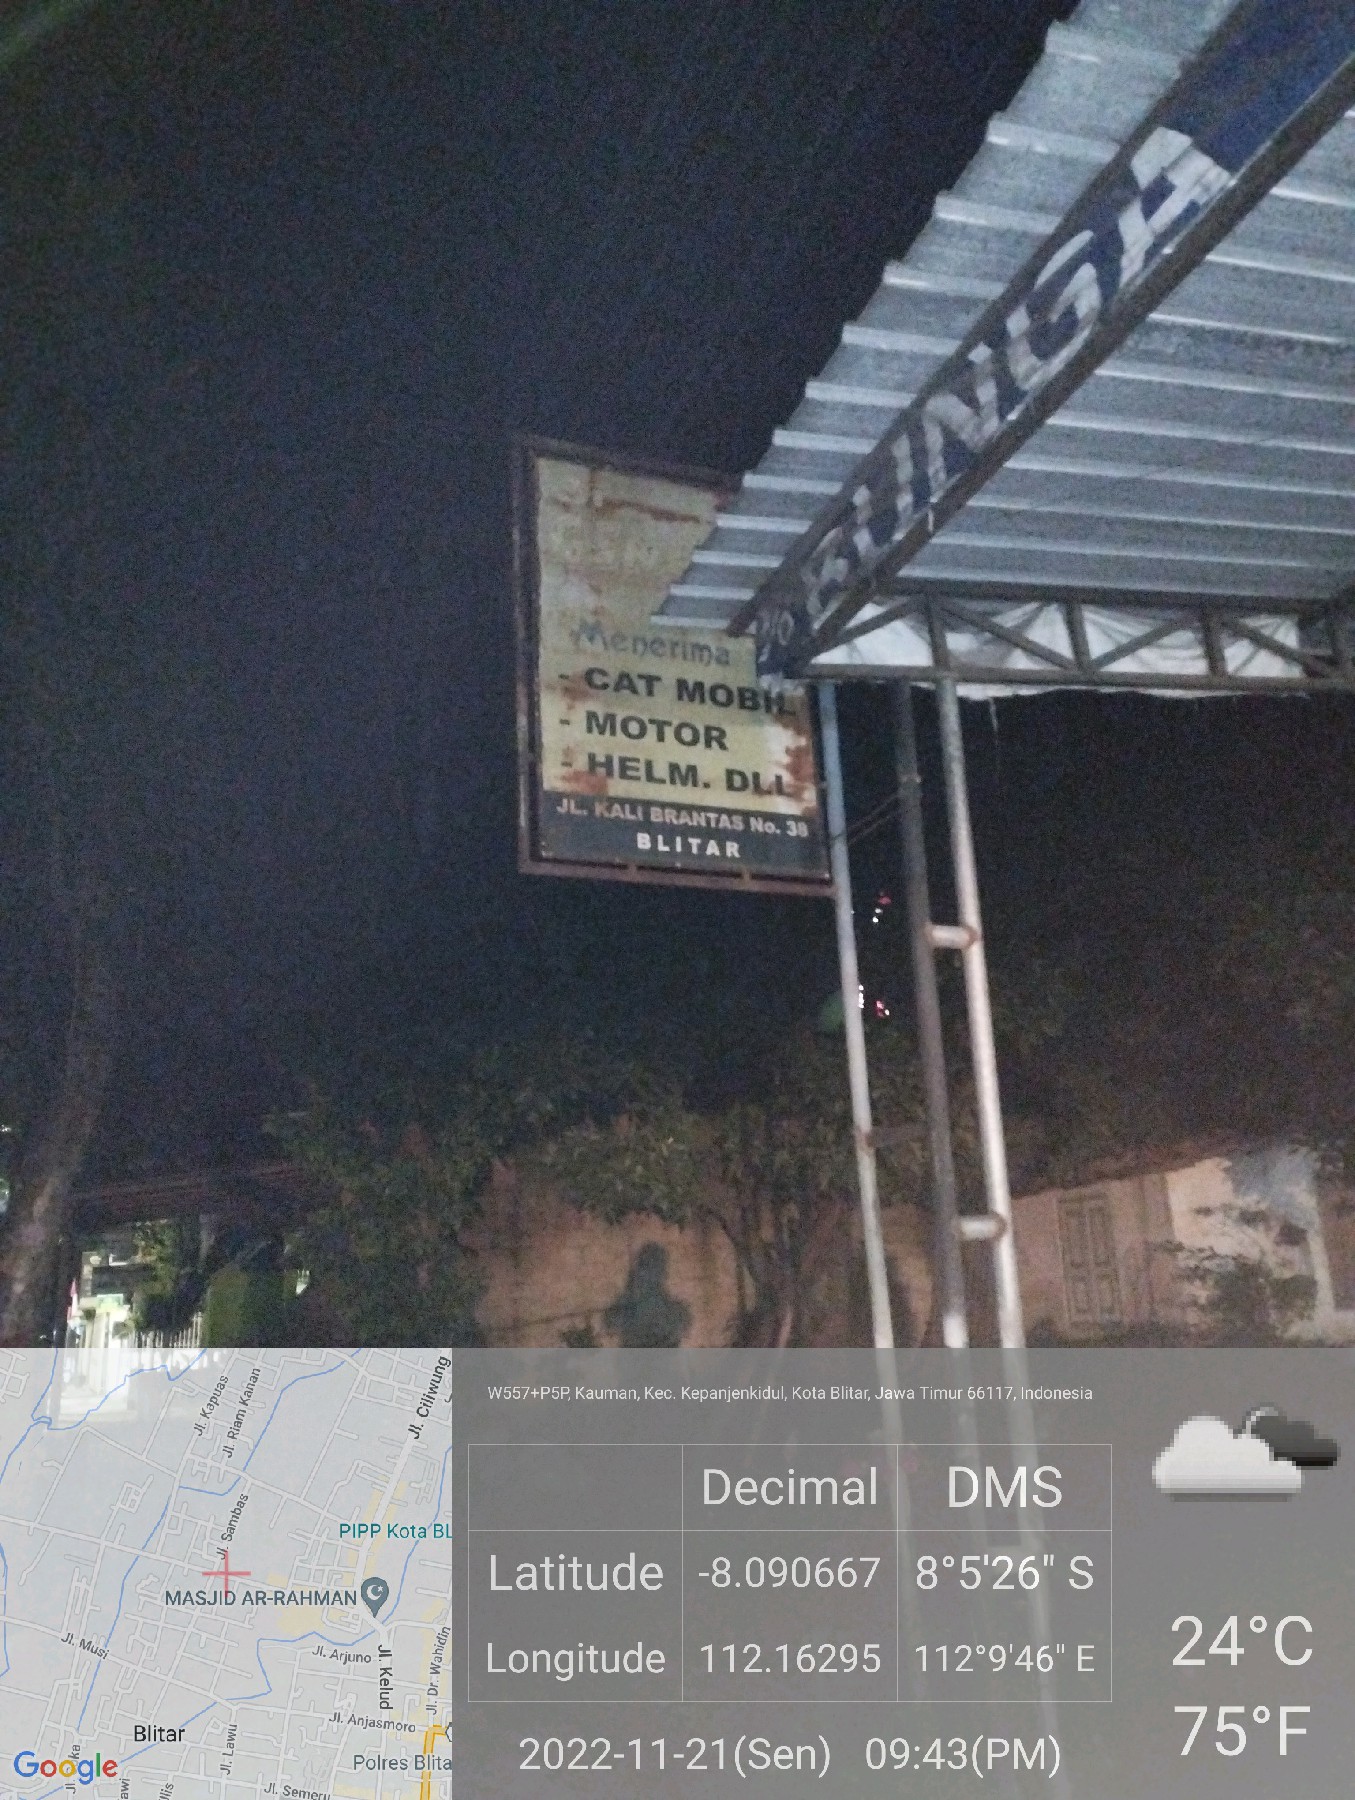 BUNGA
Menerima
- CAT MOBIL
- MOTOR
- HELM. DLL
JL. KALI BRANTAS No. 38
BLITAR
Jl. Kapuas
Jl. Riam Kanan
Jl. Ciliwung
Jl. Sambas
PIPP Kota BL
MASJID AR-RAHMAN
Jl. Musi
Jl. Arjuno
Jl. Kelud
Jl. Dr. Wahidin
Jl. Anjasmoro
Blitar
Jl. Lawu
Polres Blita
Jl. Semeru
Google
W557+P5P, Kauman, Kec. Kepanjenkidul, Kota Blitar, Jawa Timur 66117, Indonesia
Decimal DMS
Latitude -8.090667 8°5'26" S
Longitude 112.16295 112°9'46" E
2022-11-21(Sen) 09:43(PM)
24°C
75°F